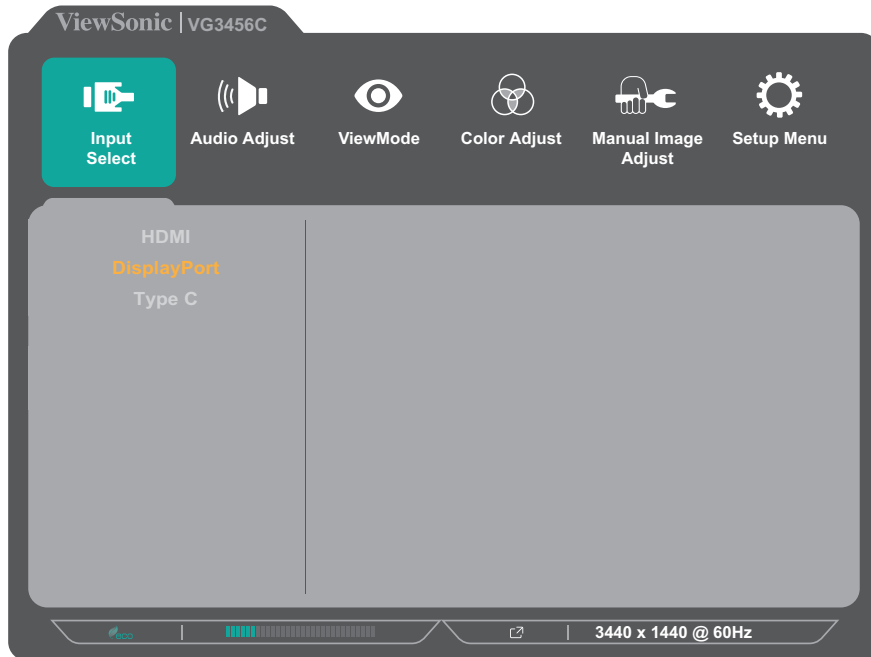 ViewSonic | VG3456C
Input
Select
Audio Adjust
ViewMode
Color Adjust
Manual Image
Adjust
Setup Menu
HDMI
DisplayPort
Type C
eco
3440 x 1440 @ 60Hz